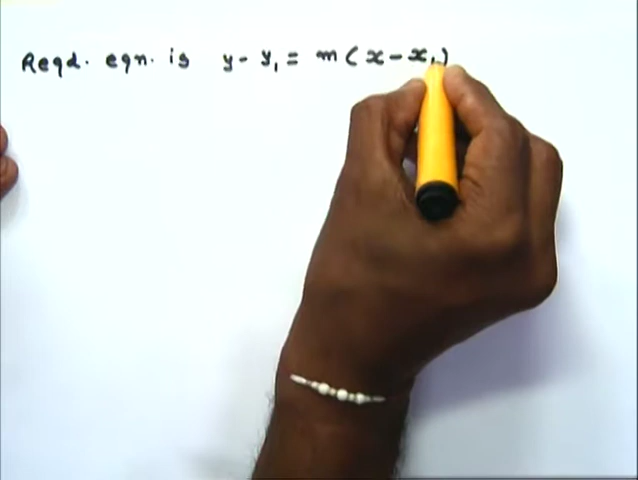 Reqd. eqn. is y - y₁ = m ( x - x₁ )